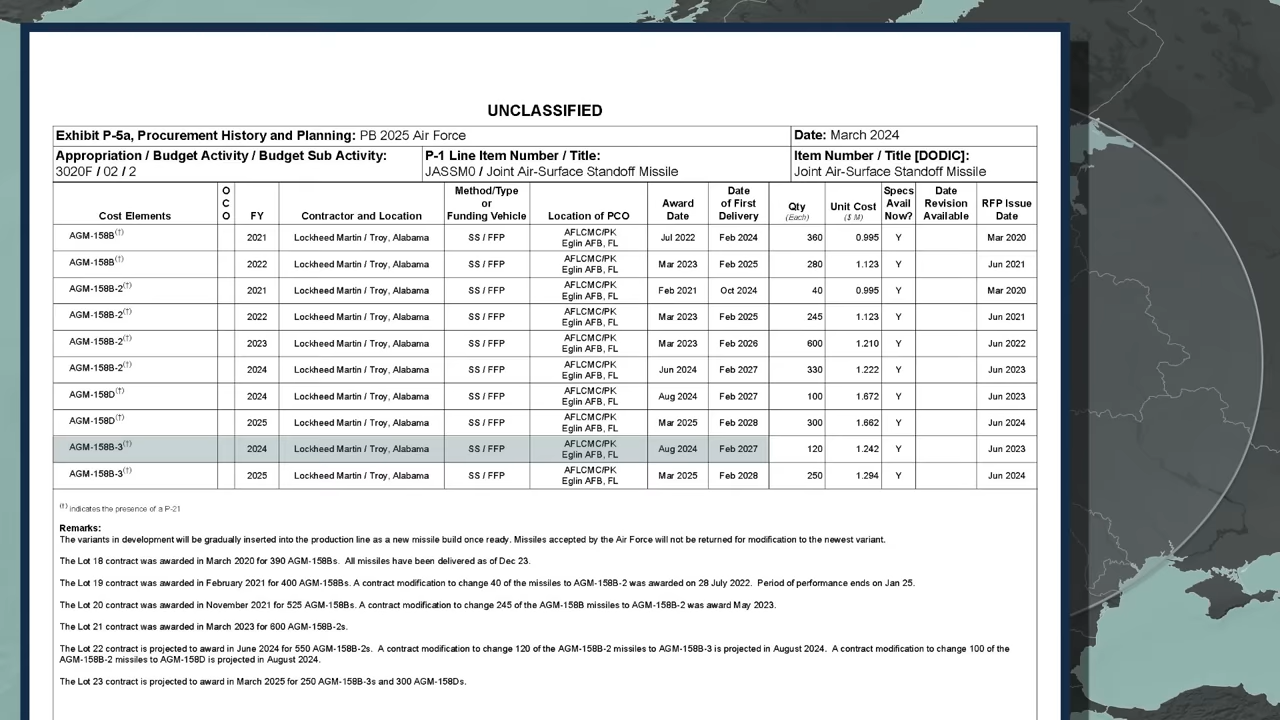 UNCLASSIFIED
Exhibit P-5a, Procurement History and Planning: PB 2025 Air Force
Date: March 2024
Appropriation / Budget Activity / Budget Sub Activity:
3020F / 02 / 2
P-1 Line Item Number / Title:
JASSM0 / Joint Air-Surface Standoff Missile
Item Number / Title [DODIC]:
Joint Air-Surface Standoff Missile
Cost Elements
O
C
O
FY
Contractor and Location
Method/Type
or
Funding Vehicle
Location of PCO
Award
Date
Date
of First
Delivery
Qty
(Each)
Unit Cost
($ M)
Specs
Avail
Now?
Date
Revision
Available
RFP Issue
Date
AGM-158B(†) 2021 Lockheed Martin / Troy, Alabama SS / FFP AFLCMC/PK Eglin AFB, FL Jul 2022 Feb 2024 360 0.995 Y Mar 2020
AGM-158B(†) 2022 Lockheed Martin / Troy, Alabama SS / FFP AFLCMC/PK Eglin AFB, FL Mar 2023 Feb 2025 280 1.123 Y Jun 2021
AGM-158B-2(†) 2021 Lockheed Martin / Troy, Alabama SS / FFP AFLCMC/PK Eglin AFB, FL Feb 2021 Oct 2024 40 0.995 Y Mar 2020
AGM-158B-2(†) 2022 Lockheed Martin / Troy, Alabama SS / FFP AFLCMC/PK Eglin AFB, FL Mar 2023 Feb 2025 245 1.123 Y Jun 2021
AGM-158B-2(†) 2023 Lockheed Martin / Troy, Alabama SS / FFP AFLCMC/PK Eglin AFB, FL Mar 2023 Feb 2026 600 1.210 Y Jun 2022
AGM-158B-2(†) 2024 Lockheed Martin / Troy, Alabama SS / FFP AFLCMC/PK Eglin AFB, FL Jun 2024 Feb 2027 330 1.222 Y Jun 2023
AGM-158D(†) 2024 Lockheed Martin / Troy, Alabama SS / FFP AFLCMC/PK Eglin AFB, FL Aug 2024 Feb 2027 100 1.672 Y Jun 2023
AGM-158D(†) 2025 Lockheed Martin / Troy, Alabama SS / FFP AFLCMC/PK Eglin AFB, FL Mar 2025 Feb 2028 300 1.662 Y Jun 2024
AGM-158B-3(†) 2024 Lockheed Martin / Troy, Alabama SS / FFP AFLCMC/PK Eglin AFB, FL Aug 2024 Feb 2027 120 1.242 Y Jun 2023
AGM-158B-3(†) 2025 Lockheed Martin / Troy, Alabama SS / FFP AFLCMC/PK Eglin AFB, FL Mar 2025 Feb 2028 250 1.294 Y Jun 2024
(†) indicates the presence of a P-21
Remarks:
The variants in development will be gradually inserted into the production line as a new missile build once ready. Missiles accepted by the Air Force will not be returned for modification to the newest variant.
The Lot 18 contract was awarded in March 2020 for 390 AGM-158Bs. All missiles have been delivered as of Dec 23.
The Lot 19 contract was awarded in February 2021 for 400 AGM-158Bs. A contract modification to change 40 of the missiles to AGM-158B-2 was awarded on 28 July 2022. Period of performance ends on Jan 25.
The Lot 20 contract was awarded in November 2021 for 525 AGM-158Bs. A contract modification to change 245 of the AGM-158B missiles to AGM-158B-2 was award May 2023.
The Lot 21 contract was awarded in March 2023 for 600 AGM-158B-2s.
The Lot 22 contract is projected to award in June 2024 for 550 AGM-158B-2s. A contract modification to change 120 of the AGM-158B-2 missiles to AGM-158B-3 is projected in August 2024. A contract modification to change 100 of the
AGM-158B-2 missiles to AGM-158D is projected in August 2024.
The Lot 23 contract is projected to award in March 2025 for 250 AGM-158B-3s and 300 AGM-158Ds.